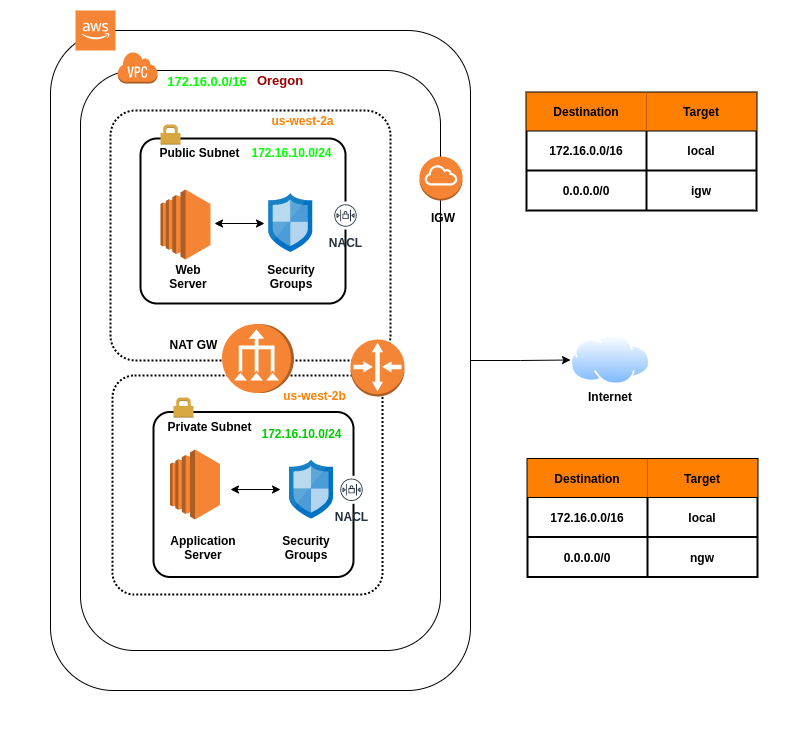 aws
VPC
172.16.0.0/16 Oregon
us-west-2a
Public Subnet 172.16.10.0/24
IGW
NACL
Web
Server
Security
Groups
NAT GW
us-west-2b
Private Subnet
172.16.10.0/24
NACL
Application
Server
Security
Groups
Destination Target
172.16.0.0/16 local
0.0.0.0/0 igw
Internet
Destination Target
172.16.0.0/16 local
0.0.0.0/0 ngw